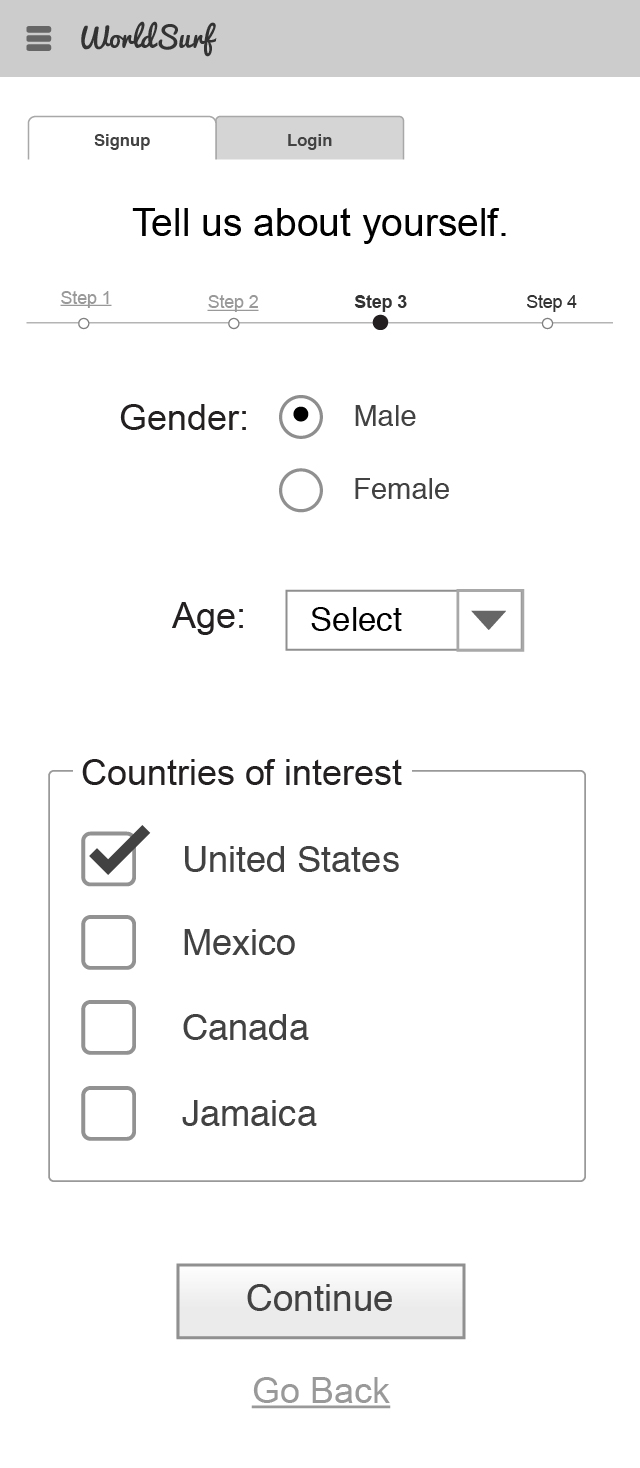 WorldSurf
Signup Login
Tell us about yourself.
Step 1 Step 2 Step 3 Step 4
Gender: Male
Female
Age: Select
Countries of interest
United States
Mexico
Canada
Jamaica
Continue
Go Back